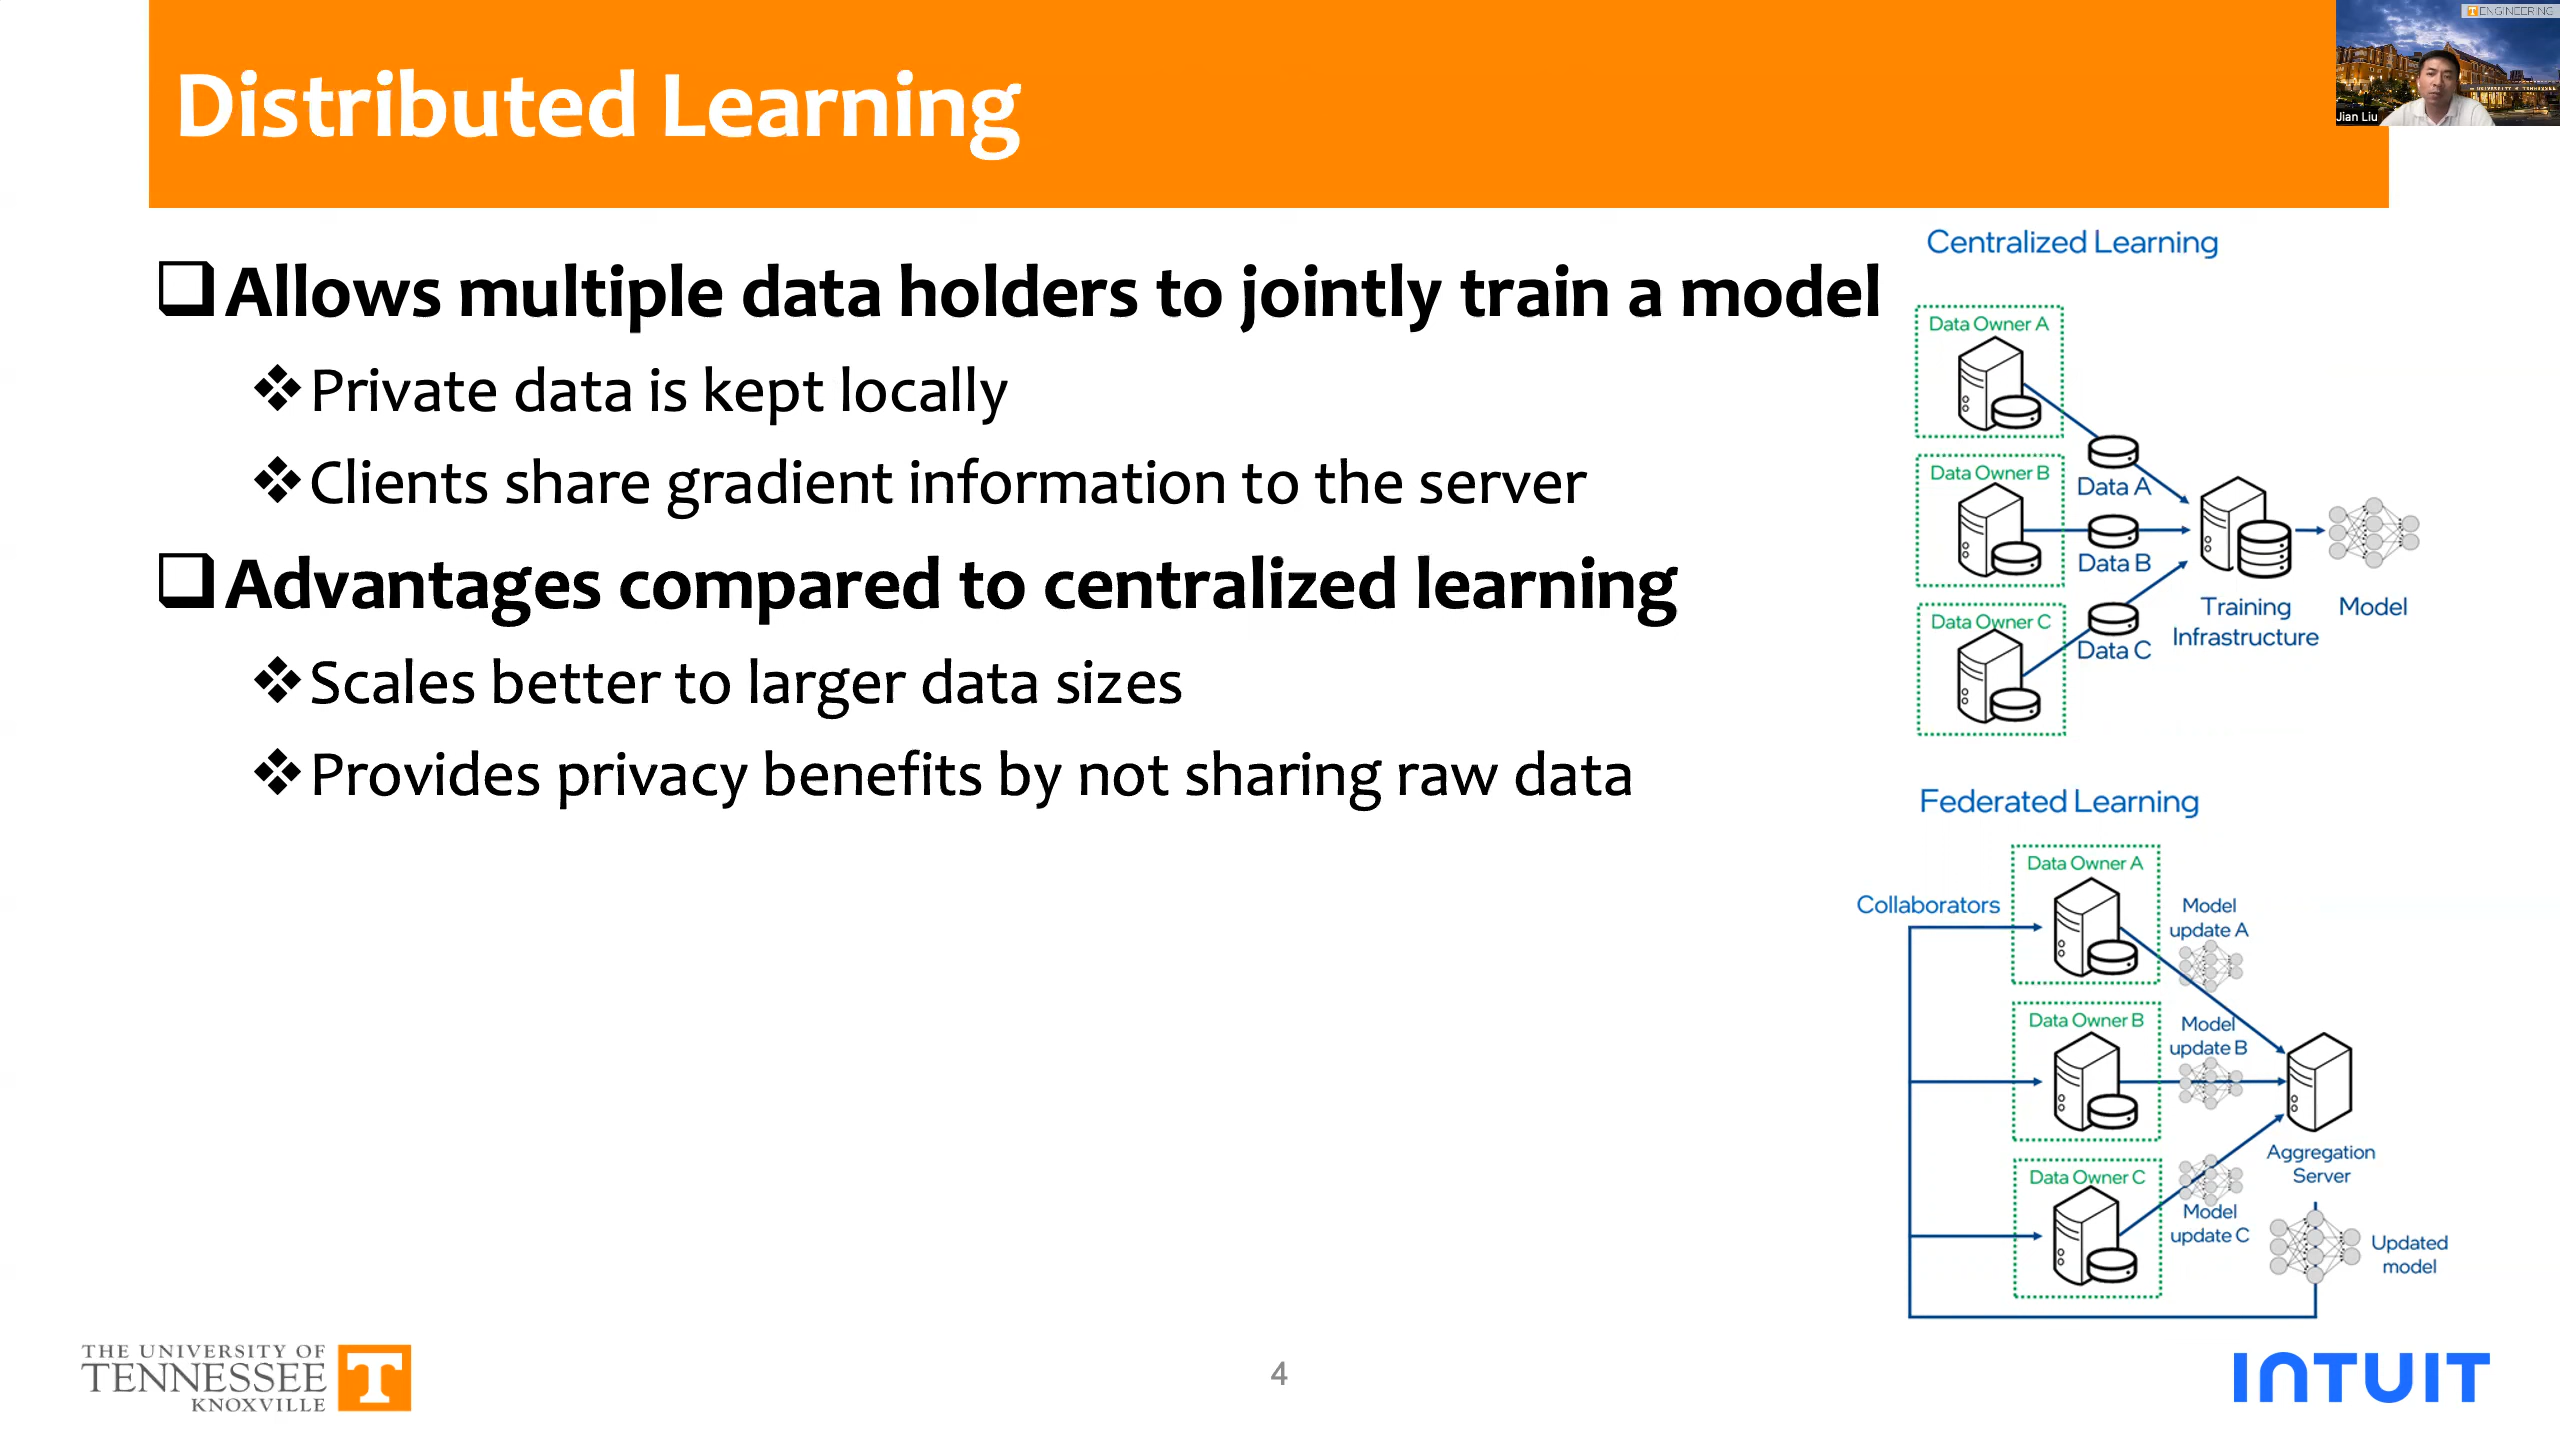 Distributed Learning
ENGINEERING
Jian Liu
Allows multiple data holders to jointly train a model
Private data is kept locally
Clients share gradient information to the server
Advantages compared to centralized learning
Scales better to larger data sizes
Provides privacy benefits by not sharing raw data
Centralized Learning
Data Owner A
Data Owner B
Data Owner C
Data A
Data B
Data C
Training
Infrastructure
Model
Federated Learning
Collaborators
Data Owner A
Data Owner B
Data Owner C
Model
update A
Model
update B
Model
update C
Aggregation
Server
Updated
model
THE UNIVERSITY OF
TENNESSEE
KNOXVILLE
T
4
INTUIT